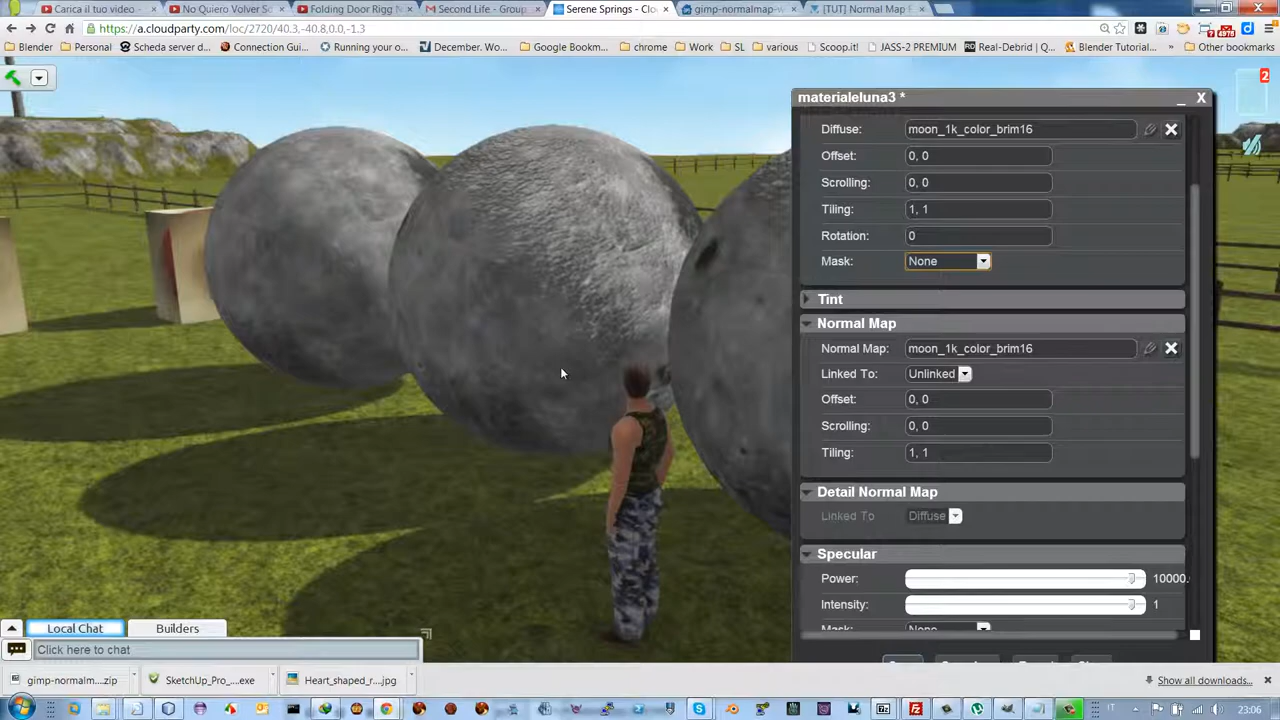 Carica il tuo video -
No Quiero Volver So
Folding Door Rigg N
Second Life - Group
Serene Springs - Clo
gimp-normalmap-w
[TUT] Normal Map F
https://a.cloudparty.com/loc/2720/40.3,-40.8,0.0,-1.3
Blender
Personal
Scheda server d...
Connection Gui...
Running your o...
December. Wo...
Google Bookm...
chrome
Work
SL
various
Scoop.it!
JASS-2 PREMIUM
Real-Debrid | Q...
Blender Tutorial...
Other bookmarks
2
materialeluna3 *
_ X
Diffuse: moon_1k_color_brim16
Offset: 0, 0
Scrolling: 0, 0
Tiling: 1, 1
Rotation: 0
Mask: None
Tint
Normal Map
Normal Map: moon_1k_color_brim16
Linked To: Unlinked
Offset: 0, 0
Scrolling: 0, 0
Tiling: 1, 1
Detail Normal Map
Linked To Diffuse
Specular
Power: 10000.
Intensity: 1
Mask: None
Local Chat
Builders
Click here to chat
gimp-normalm....zip
SketchUp_Pro_....exe
Heart_shaped_r....jpg
Show all downloads...
IT
23:06